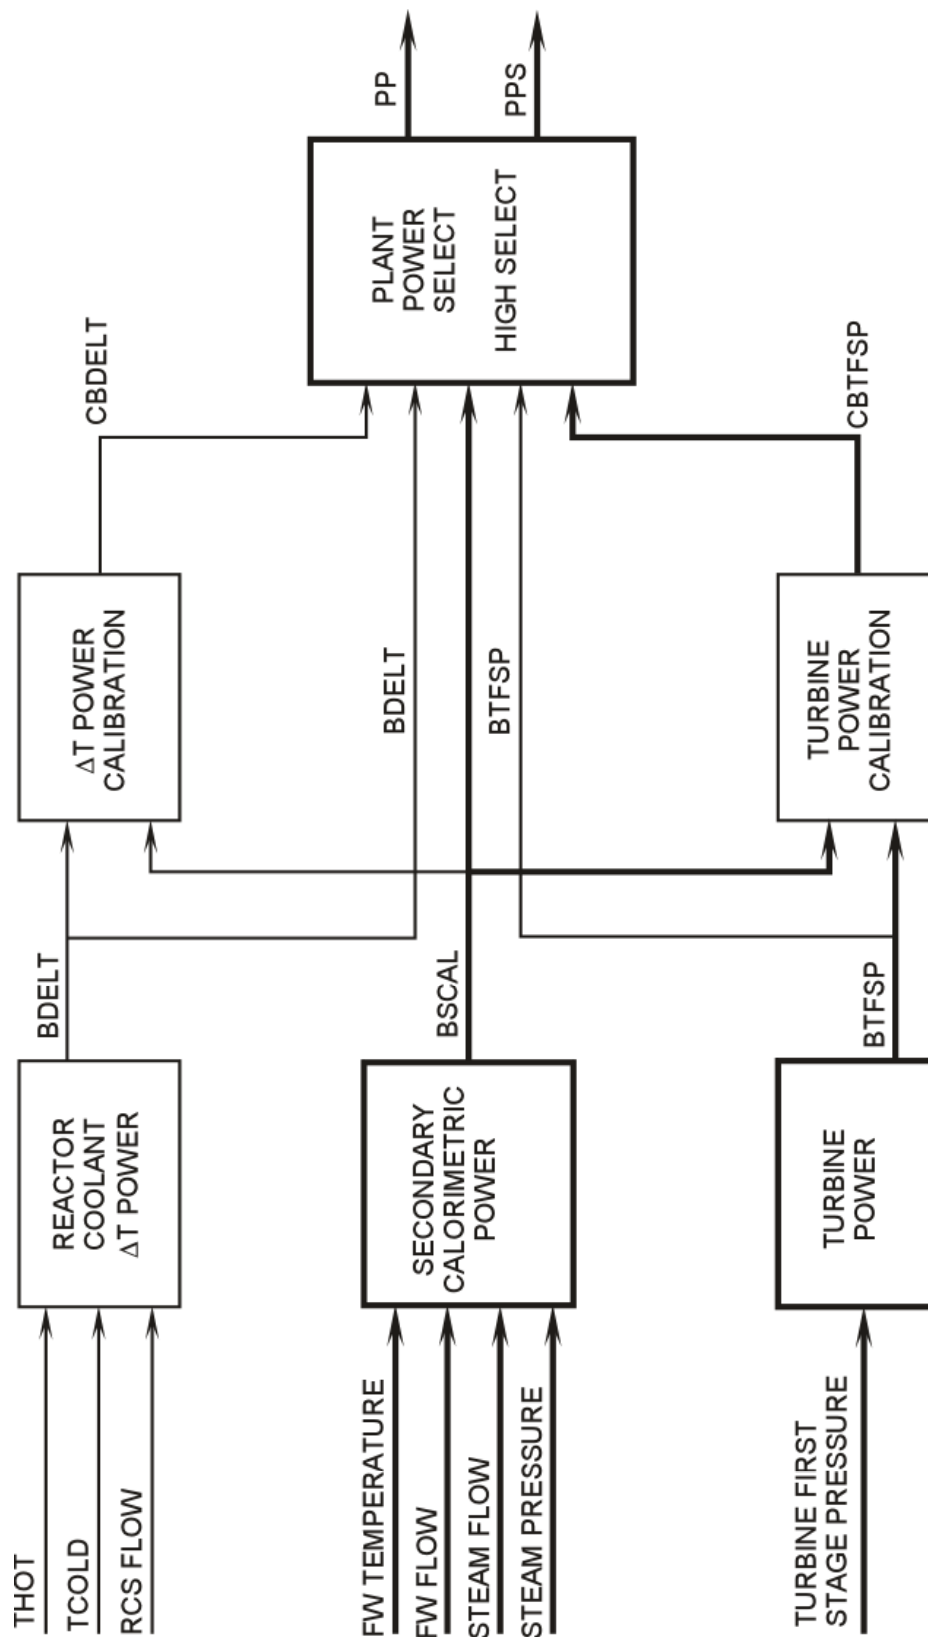 THOT
TCOLD
RCS FLOW
REACTOR
COOLANT
ΔT POWER
BDELT
ΔT POWER
CALIBRATION
CBDELT
FW TEMPERATURE
FW FLOW
STEAM FLOW
STEAM PRESSURE
SECONDARY
CALORIMETRIC
POWER
BSCAL
BDELT
BTFSP
PLANT
POWER
SELECT
HIGH SELECT
PP
PPS
TURBINE FIRST
STAGE PRESSURE
TURBINE
POWER
BTFSP
TURBINE
POWER
CALIBRATION
CBTFSP